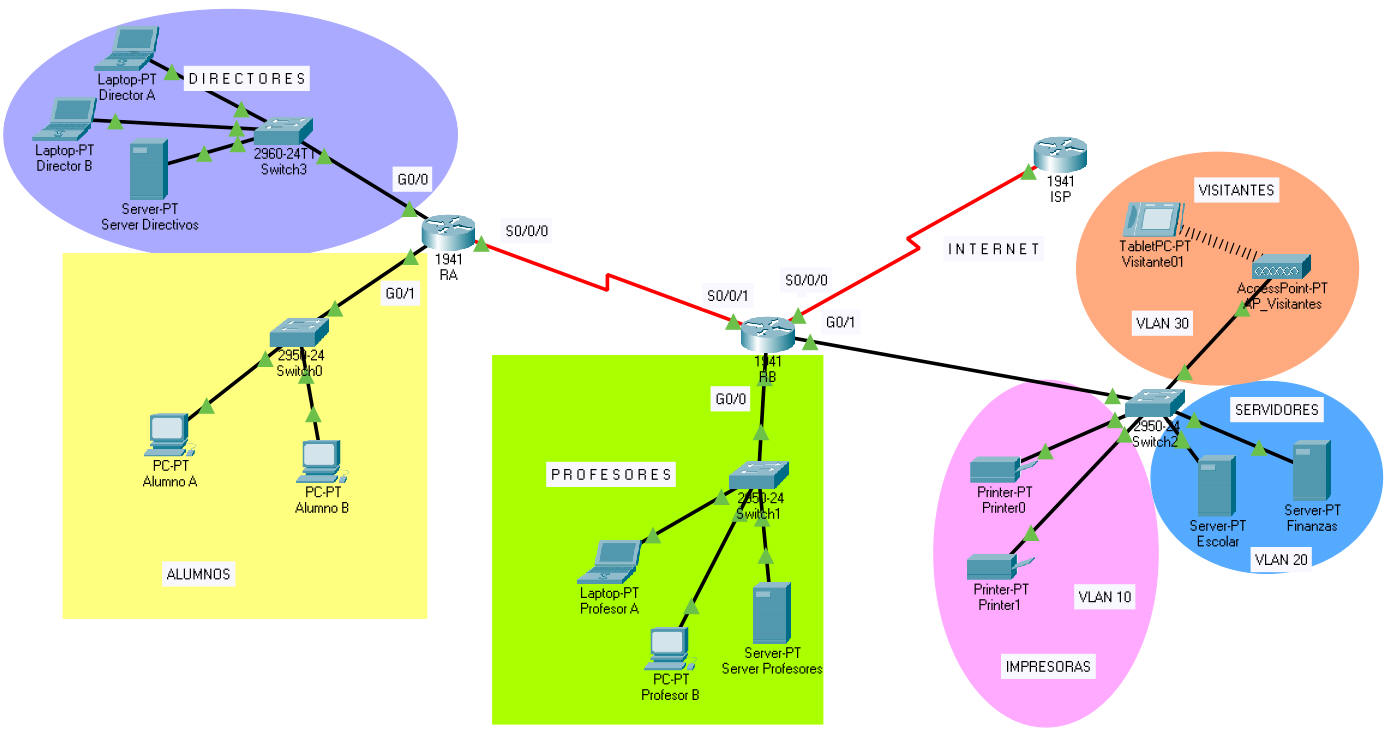 Laptop-PT
Director A
DIRECTORES
Laptop-PT
Director B
2960-24TT
Switch3
Server-PT
Server Directivos
G0/0
1941
RA
S0/0/0
G0/1
2950-24
Switch0
PC-PT
Alumno A
PC-PT
Alumno B
ALUMNOS
S0/0/1
S0/0/0
G0/1
1941
RB
G0/0
INTERNET
1941
ISP
PROFESORES
2950-24
Switch1
Laptop-PT
Profesor A
PC-PT
Profesor B
Server-PT
Server Profesores
VISITANTES
TabletPC-PT
Visitante01
AccessPoint-PT
AP_Visitantes
VLAN 30
2950-24
Switch2
SERVIDORES
Server-PT
Escolar
Server-PT
Finanzas
VLAN 20
Printer-PT
Printer0
Printer-PT
Printer1
VLAN 10
IMPRESORAS